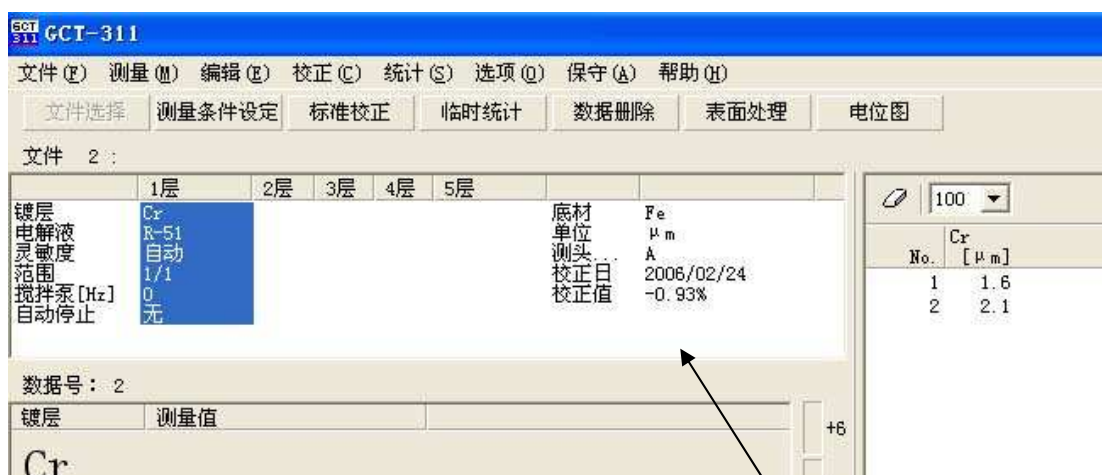 GCT 311 GCT-311
文件(F) 测量(M) 编辑(E) 校正(C) 统计(S) 选项(O) 保守(A) 帮助(H)
文件选择 测量条件设定 标准校正 临时统计 数据删除 表面处理 电位图
文件 2 :
1层 2层 3层 4层 5层
镀层 Cr 底材 Fe
电解液 R-51 单位 μm
灵敏度 自动 测头... A
范围 1/1 校正日 2006/02/24
搅拌泵[Hz] 0 校正值 -0.93%
自动停止 无
数据号: 2
镀层 测量值
+6
Cr
100
No. Cr [μm]
1 1.6
2 2.1